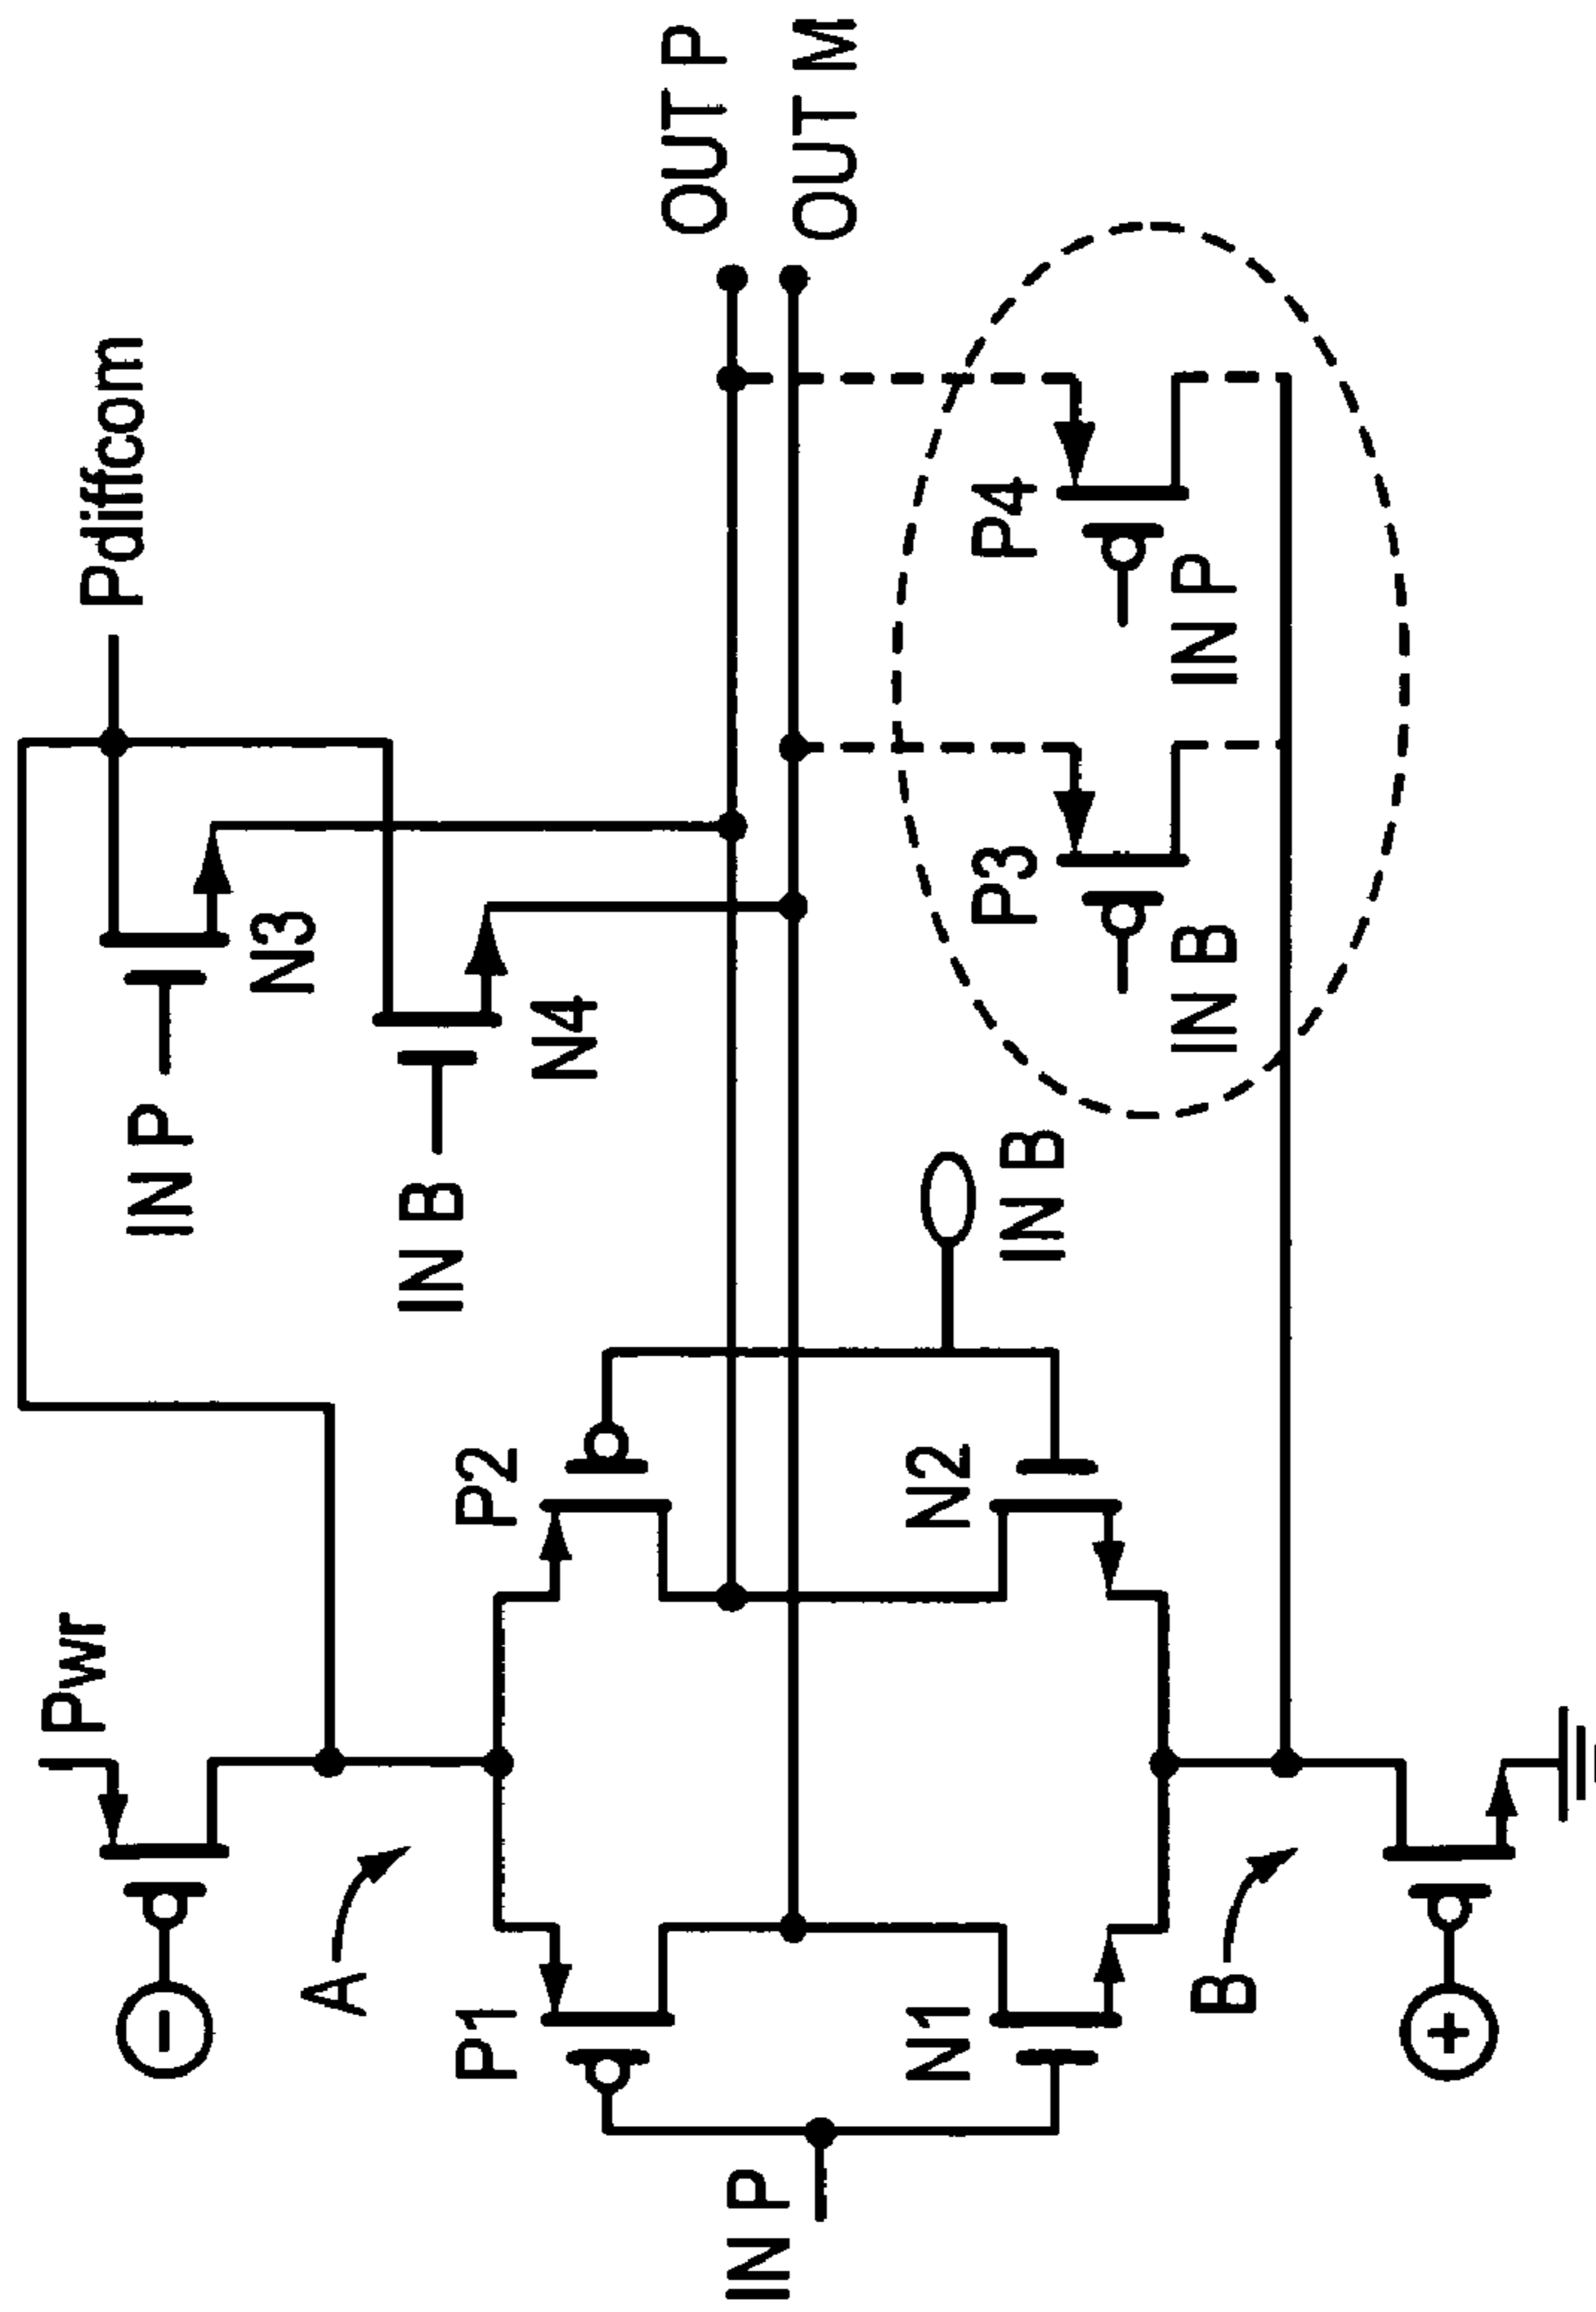 Pwr
Pdiffcom
IN P
N3
IN B
N4
A
P1
P2
OUT P
OUT M
IN P
IN B
N1
N2
P3
P4
IN B
IN P
B
−
+